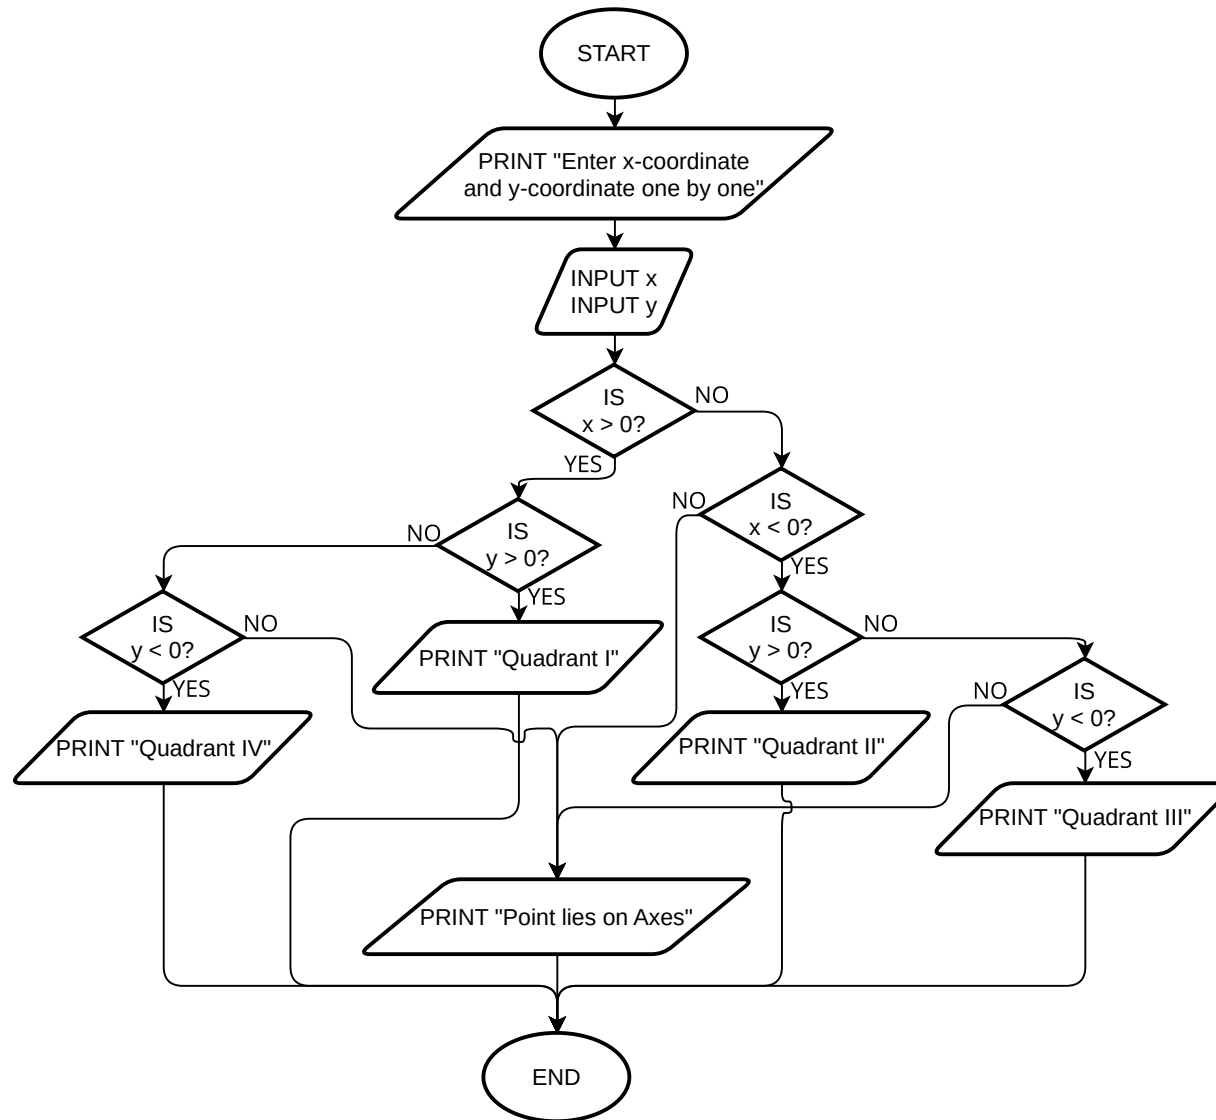 START
PRINT "Enter x-coordinate
and y-coordinate one by one"
INPUT x
INPUT y
IS
x > 0?
NO
YES
IS
x < 0?
NO
YES
IS
y > 0?
NO
YES
IS
y < 0?
NO
YES
PRINT "Quadrant IV"
PRINT "Quadrant I"
IS
y > 0?
NO
YES
PRINT "Quadrant II"
IS
y < 0?
NO
YES
PRINT "Quadrant III"
PRINT "Point lies on Axes"
END